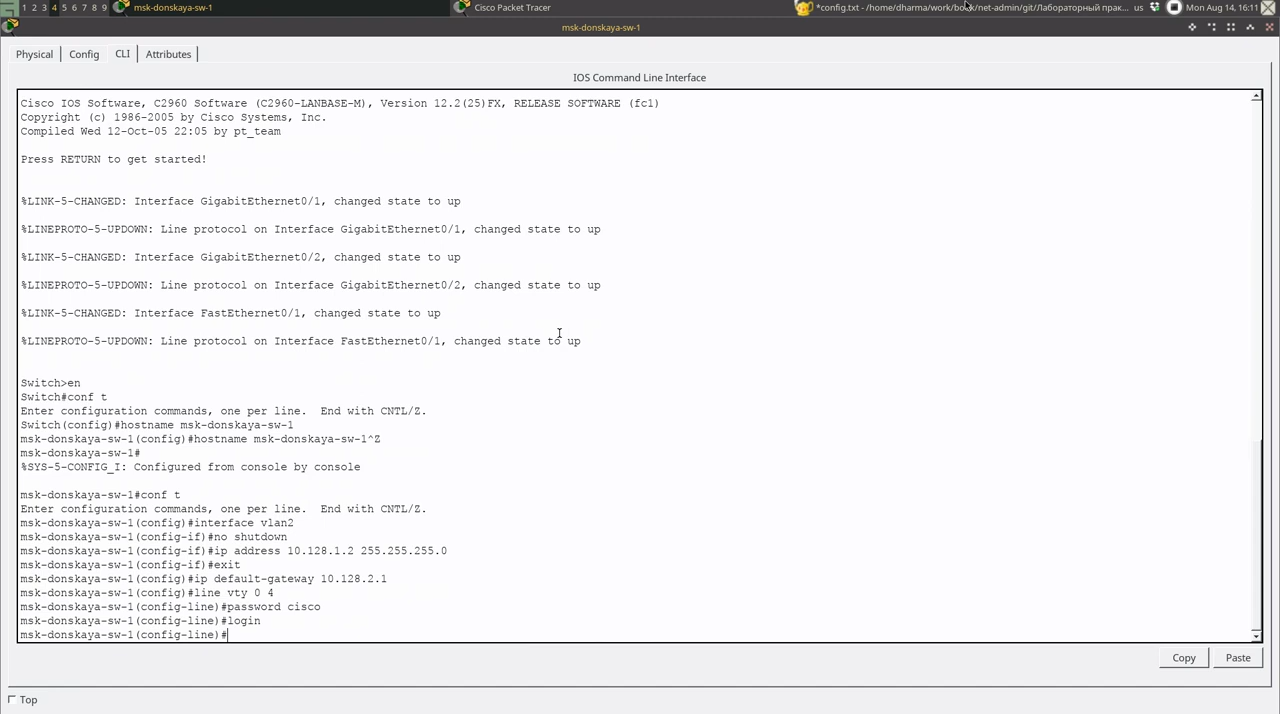 1 2 3 4 5 6 7 8 9 msk-donskaya-sw-1 Cisco Packet Tracer *config.txt - /home/dharma/work/book/net-admin/git/Лабораторный прак... us Mon Aug 14, 16:11
msk-donskaya-sw-1
Physical Config CLI Attributes
IOS Command Line Interface
Cisco IOS Software, C2960 Software (C2960-LANBASE-M), Version 12.2(25)FX, RELEASE SOFTWARE (fc1)
Copyright (c) 1986-2005 by Cisco Systems, Inc.
Compiled Wed 12-Oct-05 22:05 by pt_team
Press RETURN to get started!
%LINK-5-CHANGED: Interface GigabitEthernet0/1, changed state to up
%LINEPROTO-5-UPDOWN: Line protocol on Interface GigabitEthernet0/1, changed state to up
%LINK-5-CHANGED: Interface GigabitEthernet0/2, changed state to up
%LINEPROTO-5-UPDOWN: Line protocol on Interface GigabitEthernet0/2, changed state to up
%LINK-5-CHANGED: Interface FastEthernet0/1, changed state to up
%LINEPROTO-5-UPDOWN: Line protocol on Interface FastEthernet0/1, changed state to up
Switch>en
Switch#conf t
Enter configuration commands, one per line.  End with CNTL/Z.
Switch(config)#hostname msk-donskaya-sw-1
msk-donskaya-sw-1(config)#hostname msk-donskaya-sw-1^Z
msk-donskaya-sw-1#
%SYS-5-CONFIG_I: Configured from console by console
msk-donskaya-sw-1#conf t
Enter configuration commands, one per line.  End with CNTL/Z.
msk-donskaya-sw-1(config)#interface vlan2
msk-donskaya-sw-1(config-if)#no shutdown
msk-donskaya-sw-1(config-if)#ip address 10.128.1.2 255.255.255.0
msk-donskaya-sw-1(config-if)#exit
msk-donskaya-sw-1(config)#ip default-gateway 10.128.2.1
msk-donskaya-sw-1(config)#line vty 0 4
msk-donskaya-sw-1(config-line)#password cisco
msk-donskaya-sw-1(config-line)#login
msk-donskaya-sw-1(config-line)#
Copy Paste
Top